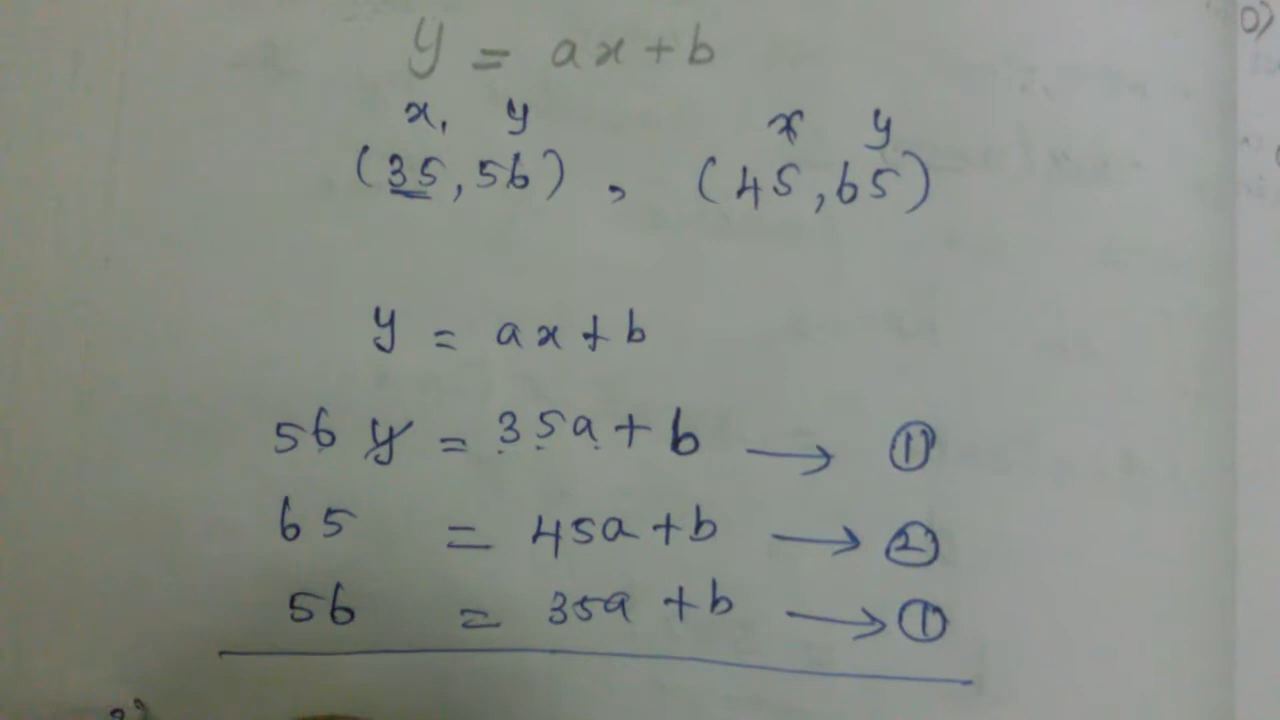 y = ax + b
x, y x y
(35, 56) , (45, 65)
y = ax + b
56 y = 35a + b → ①
65 = 45a + b → ②
56 = 35a + b → ①